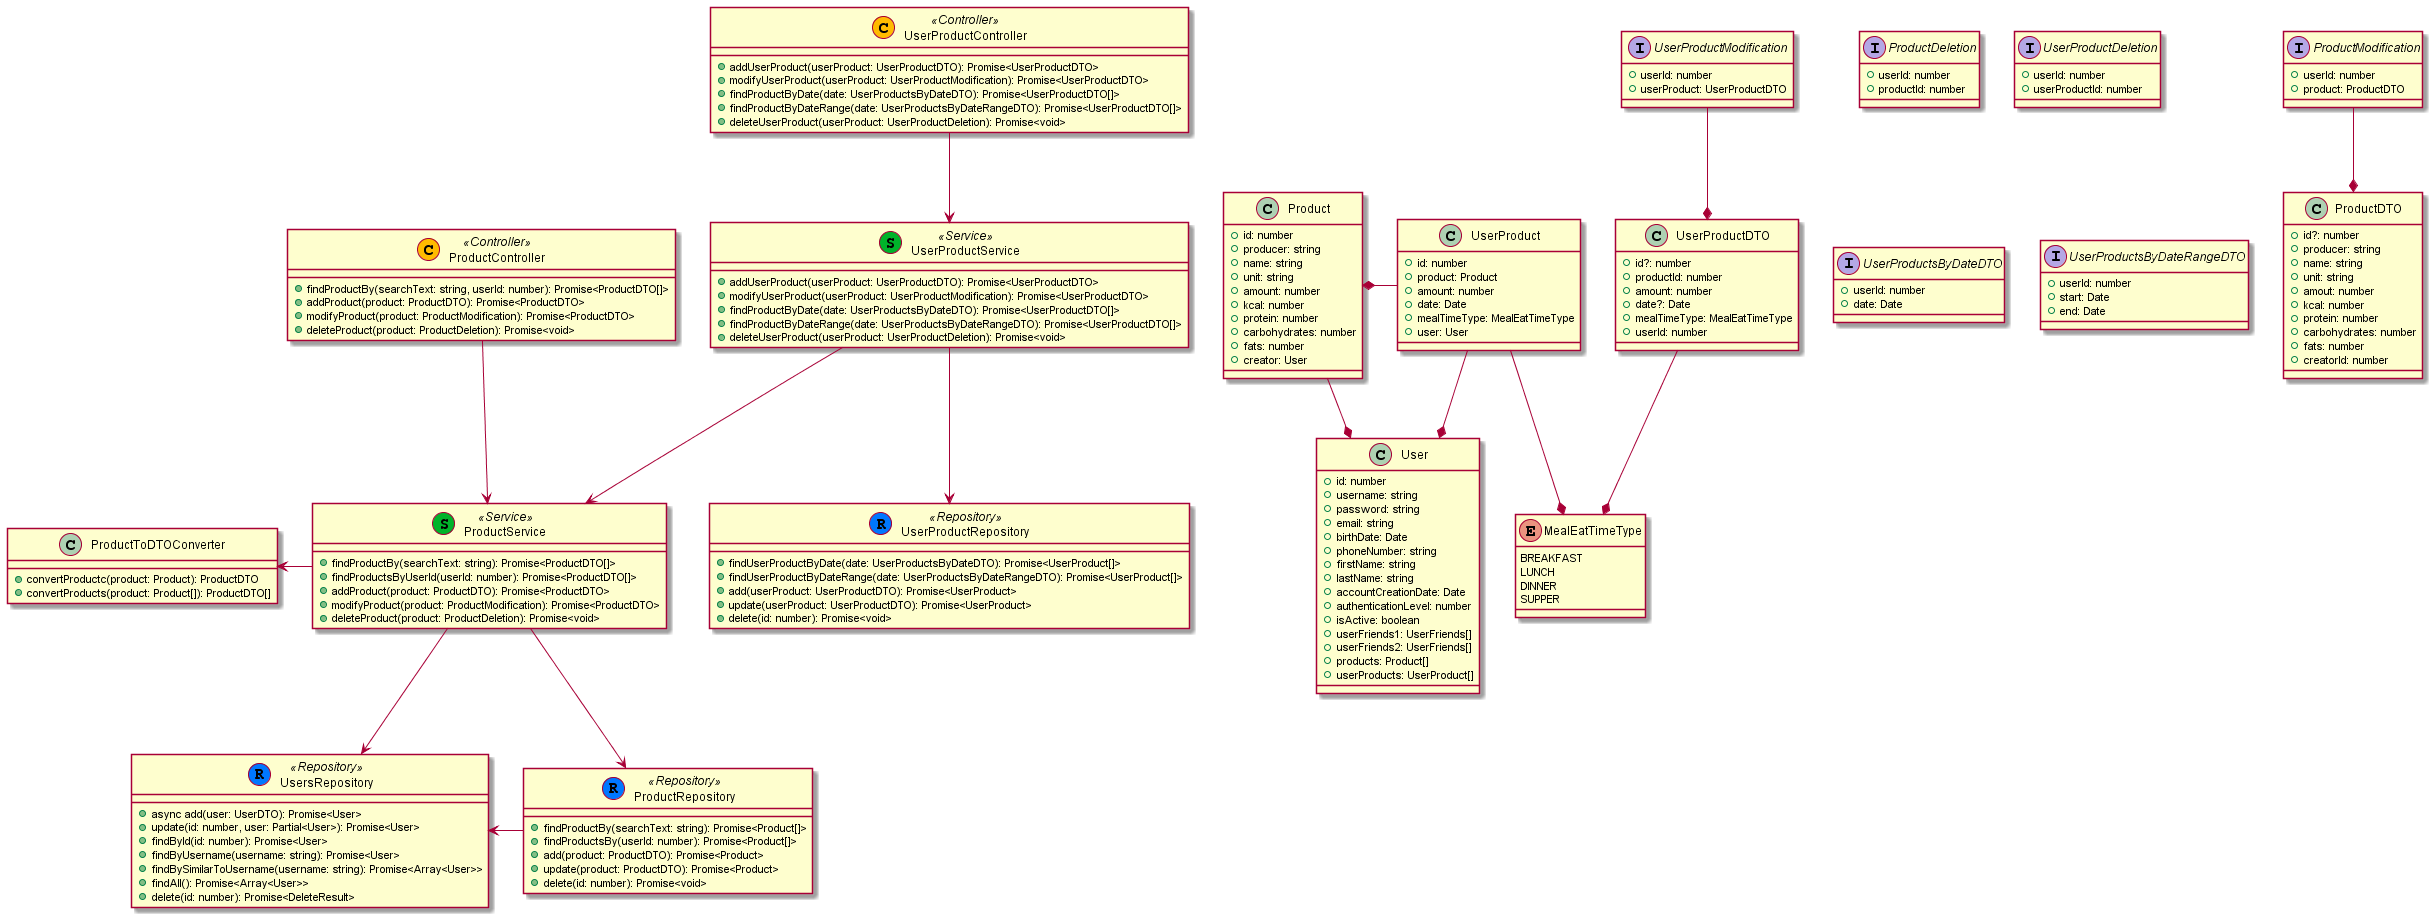 «Controller»
UserProductController
addUserProduct(userProduct: UserProductDTO): Promise<UserProductDTO>
modifyUserProduct(userProduct: UserProductModification): Promise<UserProductDTO>
findProductByDate(date: UserProductsByDateDTO): Promise<UserProductDTO[]>
findProductByDateRange(date: UserProductsByDateRangeDTO): Promise<UserProductDTO[]>
deleteUserProduct(userProduct: UserProductDeletion): Promise<void>
UserProductModification
userId: number
userProduct: UserProductDTO
ProductDeletion
userId: number
productId: number
UserProductDeletion
userId: number
userProductId: number
ProductModification
userId: number
product: ProductDTO
«Controller»
ProductController
findProductBy(searchText: string, userId: number): Promise<ProductDTO[]>
addProduct(product: ProductDTO): Promise<ProductDTO>
modifyProduct(product: ProductModification): Promise<ProductDTO>
deleteProduct(product: ProductDeletion): Promise<void>
«Service»
UserProductService
addUserProduct(userProduct: UserProductDTO): Promise<UserProductDTO>
modifyUserProduct(userProduct: UserProductModification): Promise<UserProductDTO>
findProductByDate(date: UserProductsByDateDTO): Promise<UserProductDTO[]>
findProductByDateRange(date: UserProductsByDateRangeDTO): Promise<UserProductDTO[]>
deleteUserProduct(userProduct: UserProductDeletion): Promise<void>
Product
id: number
producer: string
name: string
unit: string
amount: number
kcal: number
protein: number
carbohydrates: number
fats: number
creator: User
UserProduct
id: number
product: Product
amount: number
date: Date
mealTimeType: MealEatTimeType
user: User
UserProductDTO
id?: number
productId: number
amount: number
date?: Date
mealTimeType: MealEatTimeType
userId: number
UserProductsByDateDTO
userId: number
date: Date
UserProductsByDateRangeDTO
userId: number
start: Date
end: Date
ProductDTO
id?: number
producer: string
name: string
unit: string
amout: number
kcal: number
protein: number
carbohydrates: number
fats: number
creatorId: number
ProductToDTOConverter
convertProductc(product: Product): ProductDTO
convertProducts(product: Product[]): ProductDTO[]
«Service»
ProductService
findProductBy(searchText: string): Promise<ProductDTO[]>
findProductsByUserId(userId: number): Promise<ProductDTO[]>
addProduct(product: ProductDTO): Promise<ProductDTO>
modifyProduct(product: ProductModification): Promise<ProductDTO>
deleteProduct(product: ProductDeletion): Promise<void>
«Repository»
UserProductRepository
findUserProductByDate(date: UserProductsByDateDTO): Promise<UserProduct[]>
findUserProductByDateRange(date: UserProductsByDateRangeDTO): Promise<UserProduct[]>
add(userProduct: UserProductDTO): Promise<UserProduct>
update(userProduct: UserProductDTO): Promise<UserProduct>
delete(id: number): Promise<void>
User
id: number
username: string
password: string
email: string
birthDate: Date
phoneNumber: string
firstName: string
lastName: string
accountCreationDate: Date
authenticationLevel: number
isActive: boolean
userFriends1: UserFriends[]
userFriends2: UserFriends[]
products: Product[]
userProducts: UserProduct[]
MealEatTimeType
BREAKFAST
LUNCH
DINNER
SUPPER
«Repository»
UsersRepository
async add(user: UserDTO): Promise<User>
update(id: number, user: Partial<User>): Promise<User>
findById(id: number): Promise<User>
findByUsername(username: string): Promise<User>
findBySimilarToUsername(username: string): Promise<Array<User>>
findAll(): Promise<Array<User>>
delete(id: number): Promise<DeleteResult>
«Repository»
ProductRepository
findProductBy(searchText: string): Promise<Product[]>
findProductsBy(userId: number): Promise<Product[]>
add(product: ProductDTO): Promise<Product>
update(product: ProductDTO): Promise<Product>
delete(id: number): Promise<void>